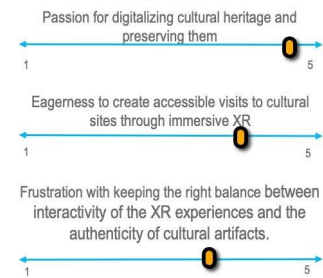 Passion for digitalizing cultural heritage and
preserving them
1 5
Eagerness to create accessible visits to cultural
sites through immersive XR
1 5
Frustration with keeping the right balance between
interactivity of the XR experiences and the
authenticity of cultural artifacts.
1 5